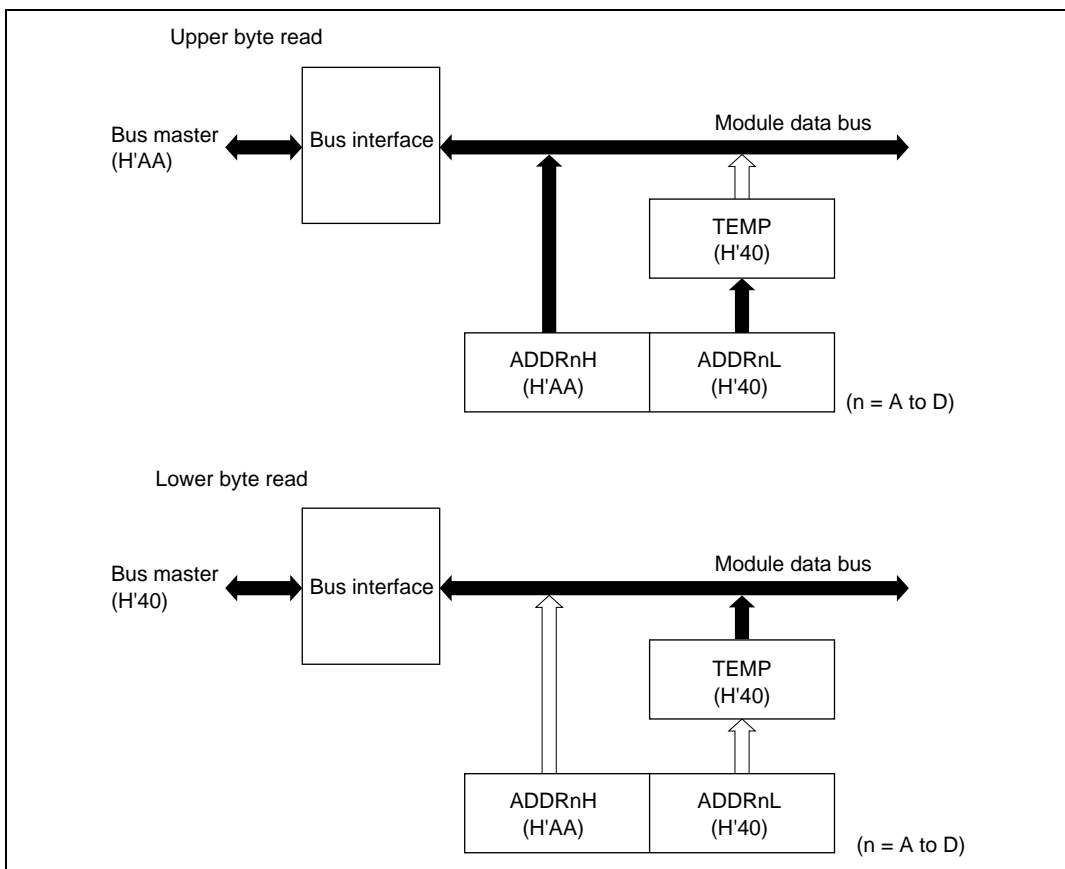 Upper byte read
Bus master
(H'AA)
Bus interface
Module data bus
TEMP
(H'40)
ADDRnH
(H'AA)
ADDRnL
(H'40)
(n = A to D)
Lower byte read
Bus master
(H'40)
Bus interface
Module data bus
TEMP
(H'40)
ADDRnH
(H'AA)
ADDRnL
(H'40)
(n = A to D)